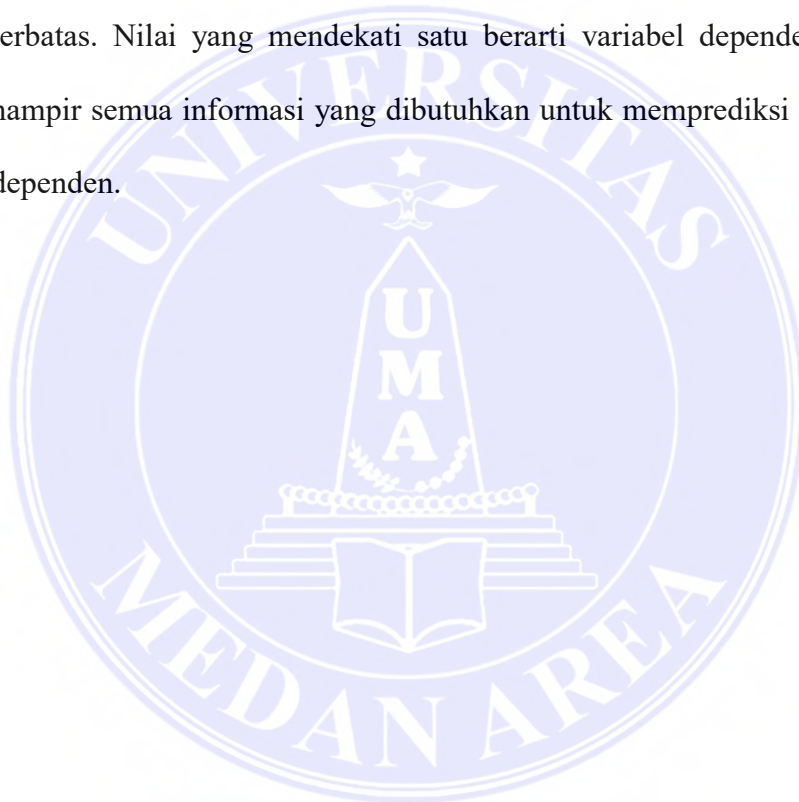 erbatas. Nilai yang mendekati satu berarti variabel depende
hampir semua informasi yang dibutuhkan untuk memprediksi
dependen.
UNIVERSITAS
U
M
A
MEDAN AREA